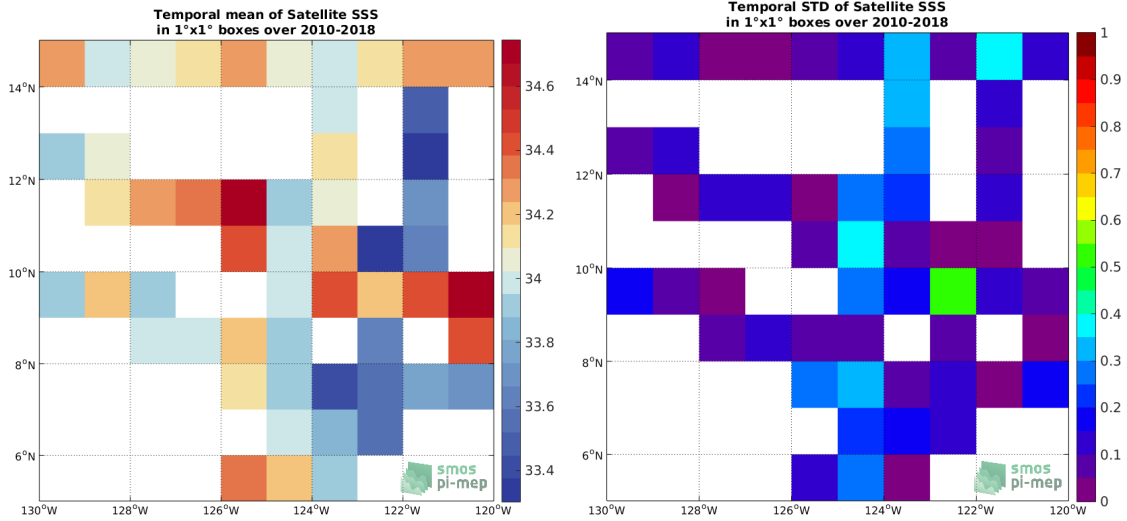 Temporal mean of Satellite SSS
in 1°x1° boxes over 2010-2018
14°N
12°N
10°N
8°N
6°N
130°W
128°W
126°W
124°W
122°W
120°W
34.6
34.4
34.2
34
33.8
33.6
33.4
smos
pi-mep
Temporal STD of Satellite SSS
in 1°x1° boxes over 2010-2018
14°N
12°N
10°N
8°N
6°N
130°W
128°W
126°W
124°W
122°W
120°W
1
0.9
0.8
0.7
0.6
0.5
0.4
0.3
0.2
0.1
0
smos
pi-mep